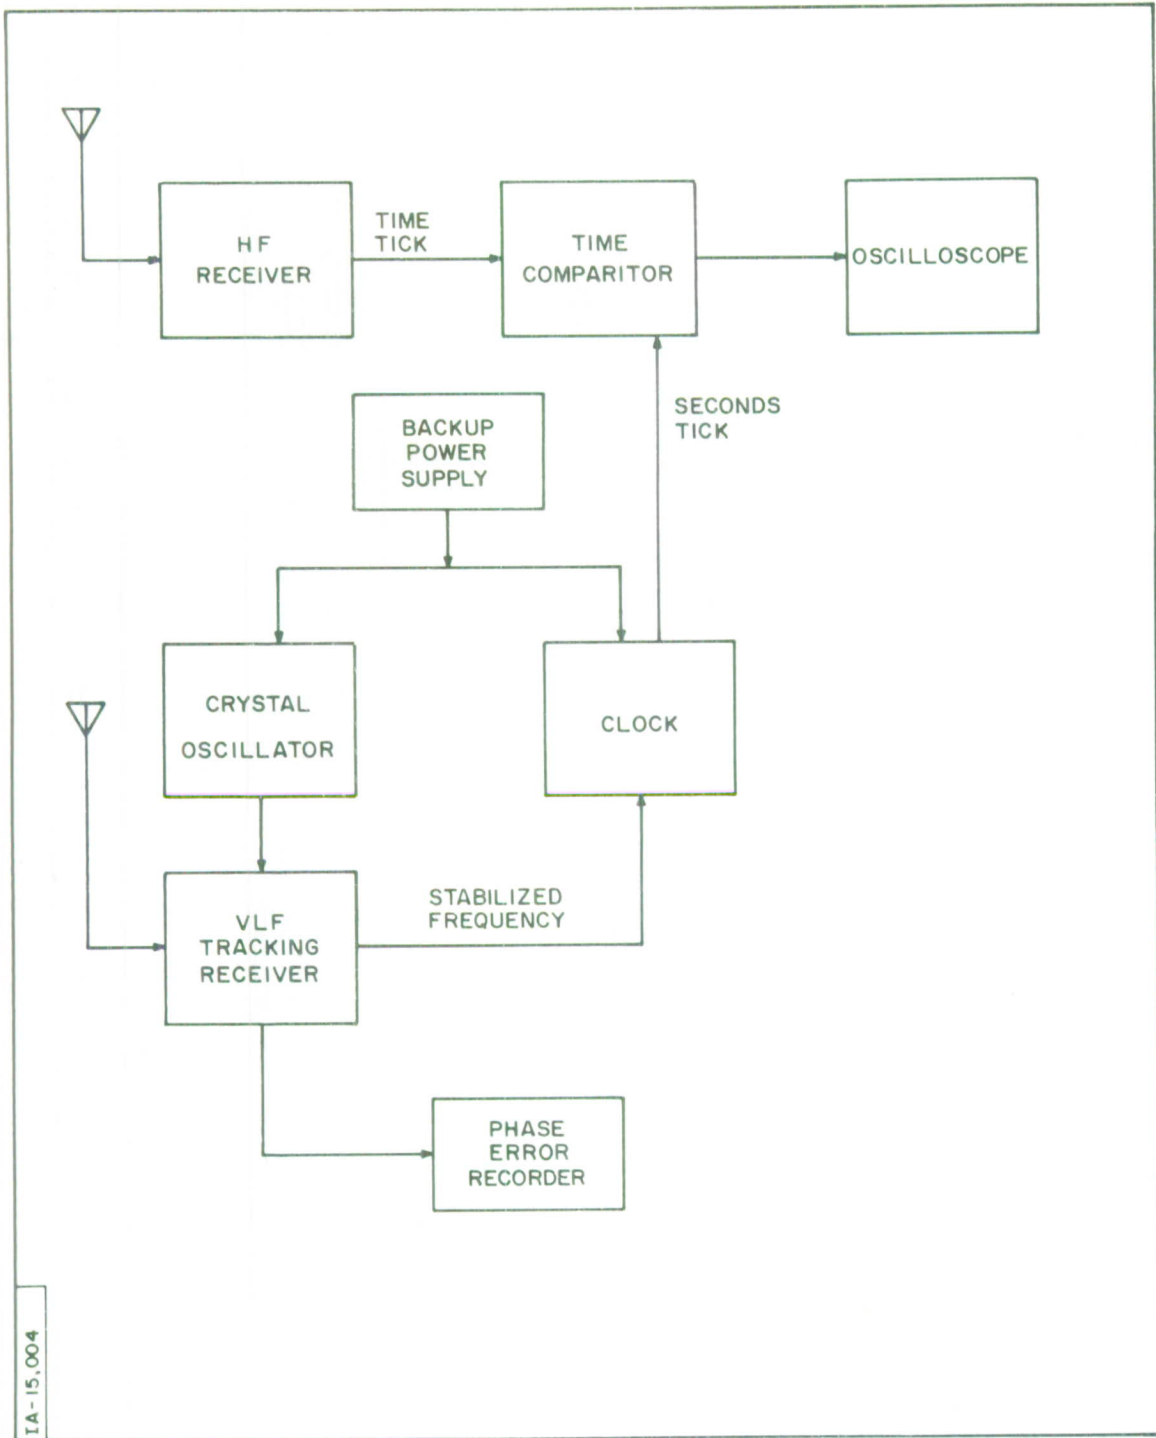 HF
RECEIVER
TIME
TICK
TIME
COMPARITOR
OSCILLOSCOPE
SECONDS
TICK
BACKUP
POWER
SUPPLY
CRYSTAL
OSCILLATOR
CLOCK
STABILIZED
FREQUENCY
VLF
TRACKING
RECEIVER
PHASE
ERROR
RECORDER
IA-15,004